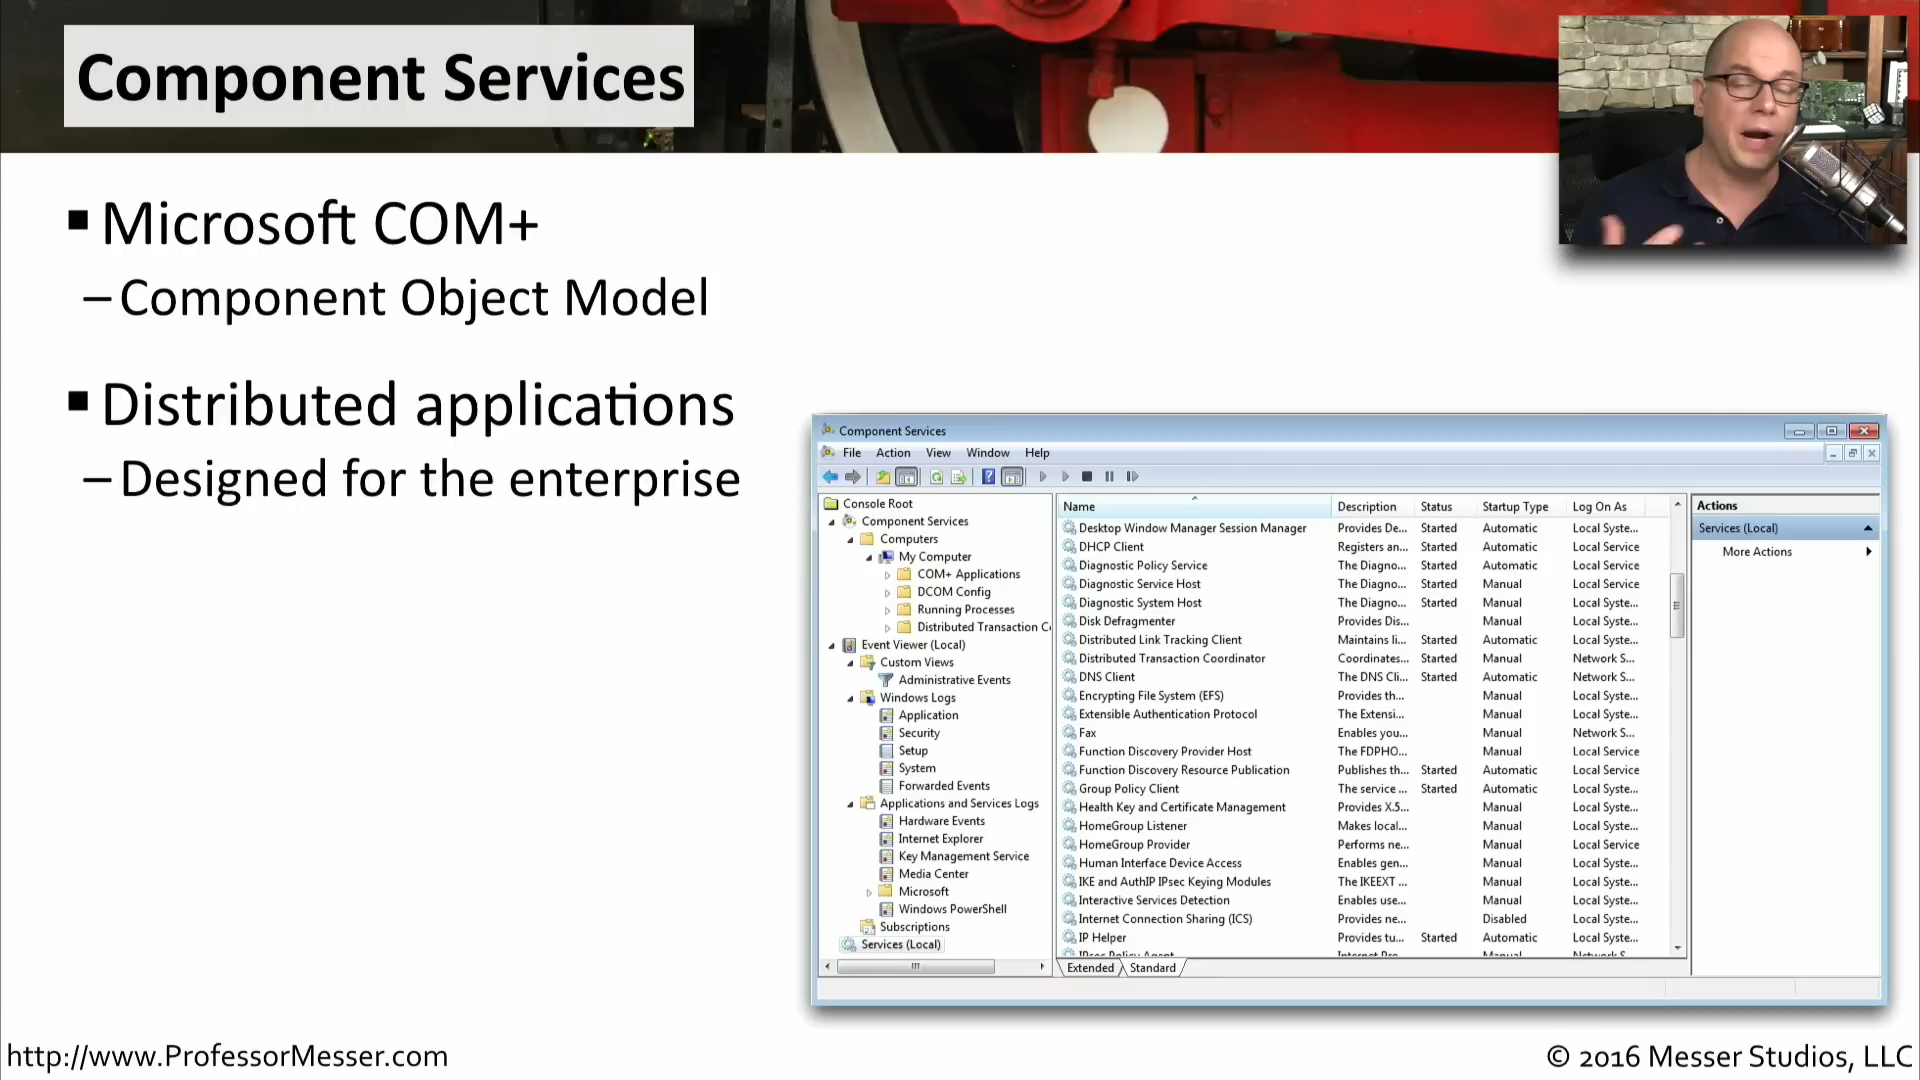 Component Services
Microsoft COM+
–Component Object Model
Distributed applications
–Designed for the enterprise
Component Services
File Action View Window Help
Console Root
Component Services
Computers
My Computer
COM+ Applications
DCOM Config
Running Processes
Distributed Transaction Co
Event Viewer (Local)
Custom Views
Administrative Events
Windows Logs
Application
Security
Setup
System
Forwarded Events
Applications and Services Logs
Hardware Events
Internet Explorer
Key Management Service
Media Center
Microsoft
Windows PowerShell
Subscriptions
Services (Local)
Name Description Status Startup Type Log On As
Desktop Window Manager Session Manager Provides De... Started Automatic Local Syste...
DHCP Client Registers an... Started Automatic Local Service
Diagnostic Policy Service The Diagno... Started Automatic Local Service
Diagnostic Service Host The Diagno... Started Manual Local Service
Diagnostic System Host The Diagno... Started Manual Local Syste...
Disk Defragmenter Provides Dis... Manual Local Syste...
Distributed Link Tracking Client Maintains li... Started Automatic Local Syste...
Distributed Transaction Coordinator Coordinates... Started Manual Network S...
DNS Client The DNS Cli... Started Automatic Network S...
Encrypting File System (EFS) Provides th... Manual Local Syste...
Extensible Authentication Protocol The Extensi... Manual Local Syste...
Fax Enables you... Manual Network S...
Function Discovery Provider Host The FDPHO... Manual Local Service
Function Discovery Resource Publication Publishes th... Started Automatic Local Service
Group Policy Client The service ... Started Automatic Local Syste...
Health Key and Certificate Management Provides X.5... Manual Local Syste...
HomeGroup Listener Makes local... Manual Local Syste...
HomeGroup Provider Performs ne... Manual Local Service
Human Interface Device Access Enables gen... Manual Local Syste...
IKE and AuthIP IPsec Keying Modules The IKEEXT ... Manual Local Syste...
Interactive Services Detection Enables use... Manual Local Syste...
Internet Connection Sharing (ICS) Provides ne... Disabled Local Syste...
IP Helper Provides tu... Started Automatic Local Syste...
Extended Standard
Actions
Services (Local)
More Actions
http://www.ProfessorMesser.com
© 2016 Messer Studios, LLC